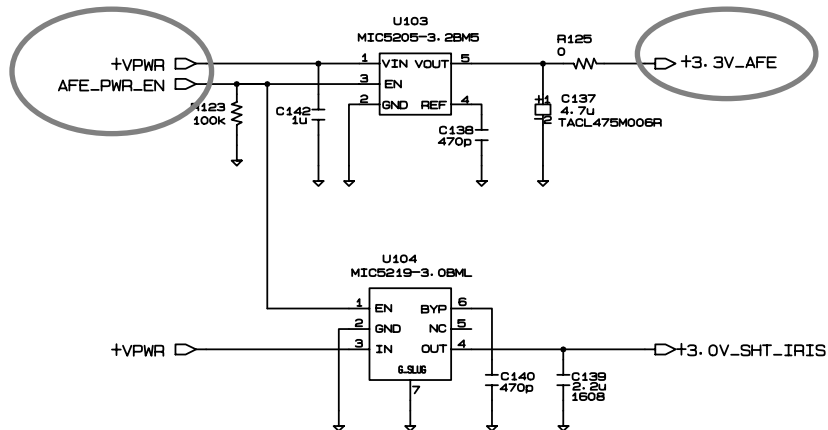 U103
MIC5205-3.2BM5
+VPWR
1 VIN VOUT 5
R125
0
+3.3V_AFE
AFE_PWR_EN
3 EN
R123
100k
C142
1u
2 GND REF 4
C138
470p
+1
2
C137
4.7u
TACL475M006R
U104
MIC5219-3.0BML
1 EN BYP 6
2 GND NC 5
+VPWR
3 IN OUT 4
+3.0V_SHT_IRIS
G_SLUG
7
C140
470p
C139
2.2u
1608